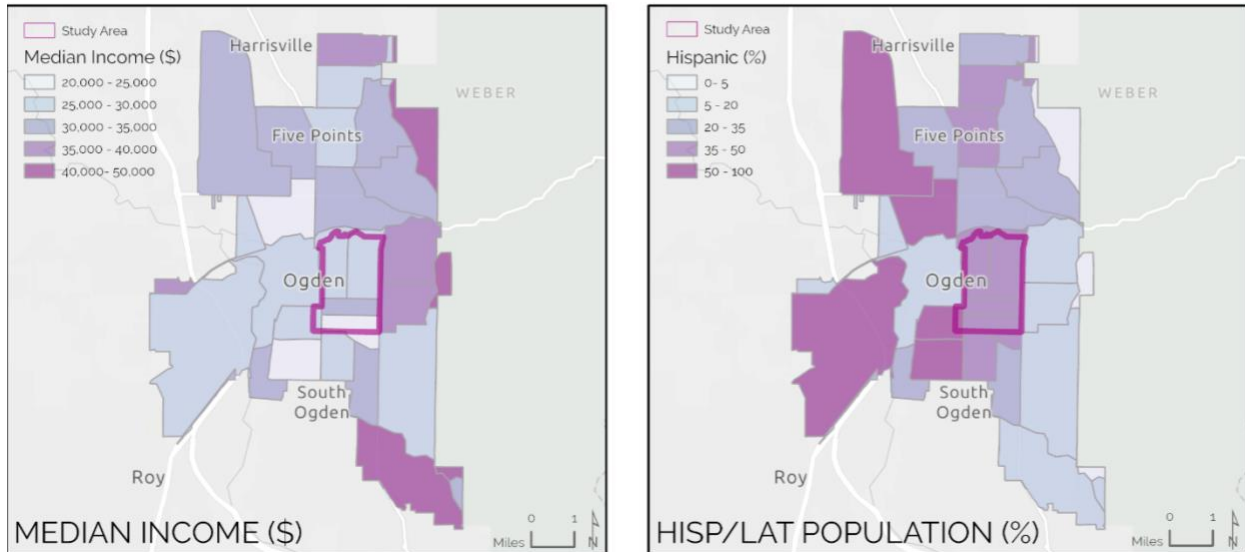 Study Area
Median Income ($)
20,000 - 25,000
25,000 - 30,000
30,000 - 35,000
35,000 - 40,000
40,000- 50,000
Harrisville
WEBER
Five Points
Ogden
South
Ogden
Roy
MEDIAN INCOME ($)
0 1
Miles
N
Study Area
Hispanic (%)
0- 5
5 - 20
20 - 35
35 - 50
50 - 100
Harrisville
WEBER
Five Points
Ogden
South
Ogden
Roy
HISP/LAT POPULATION (%)
0 1
Miles
N